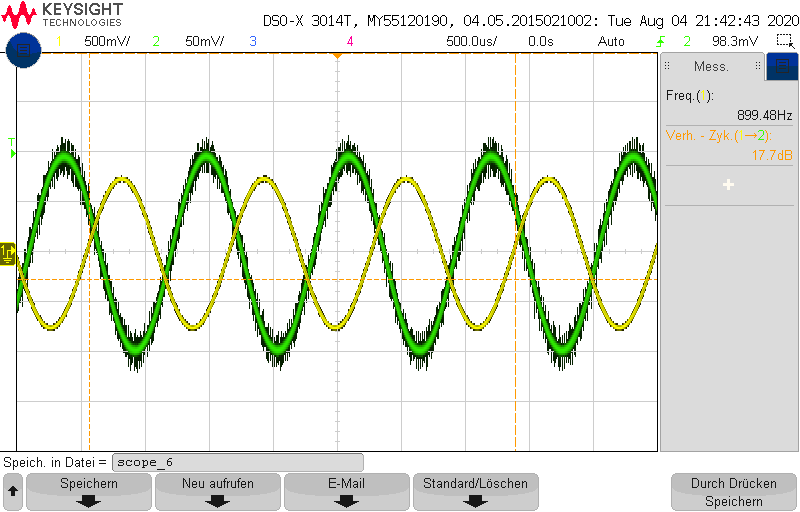 KEYSIGHT
TECHNOLOGIES
DSO-X 3014T, MY55120190, 04.05.2015021002: Tue Aug 04 21:42:43 2020
1 500mV/ 2 50mV/ 3 4 500.0us/ 0.0s Auto 2 98.3mV
Mess.
Freq.( ):
899.48Hz
Verh. - Zyk.( →2):
17.7dB
T
1
Speich. in Datei = scope_6
Speichern Neu aufrufen E-Mail Standard/Löschen Durch Drücken
Speichern